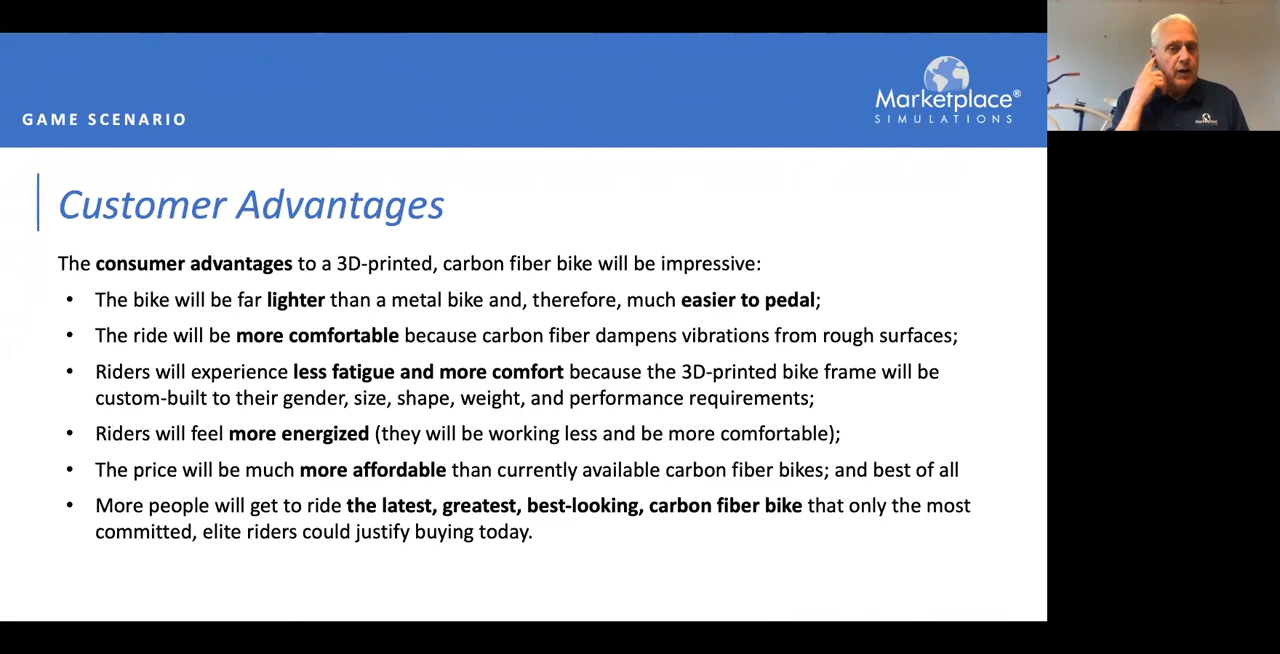 GAME SCENARIO
Marketplace®
SIMULATIONS
Customer Advantages
The consumer advantages to a 3D-printed, carbon fiber bike will be impressive:
• The bike will be far lighter than a metal bike and, therefore, much easier to pedal;
• The ride will be more comfortable because carbon fiber dampens vibrations from rough surfaces;
• Riders will experience less fatigue and more comfort because the 3D-printed bike frame will be
custom-built to their gender, size, shape, weight, and performance requirements;
• Riders will feel more energized (they will be working less and be more comfortable);
• The price will be much more affordable than currently available carbon fiber bikes; and best of all
• More people will get to ride the latest, greatest, best-looking, carbon fiber bike that only the most
committed, elite riders could justify buying today.